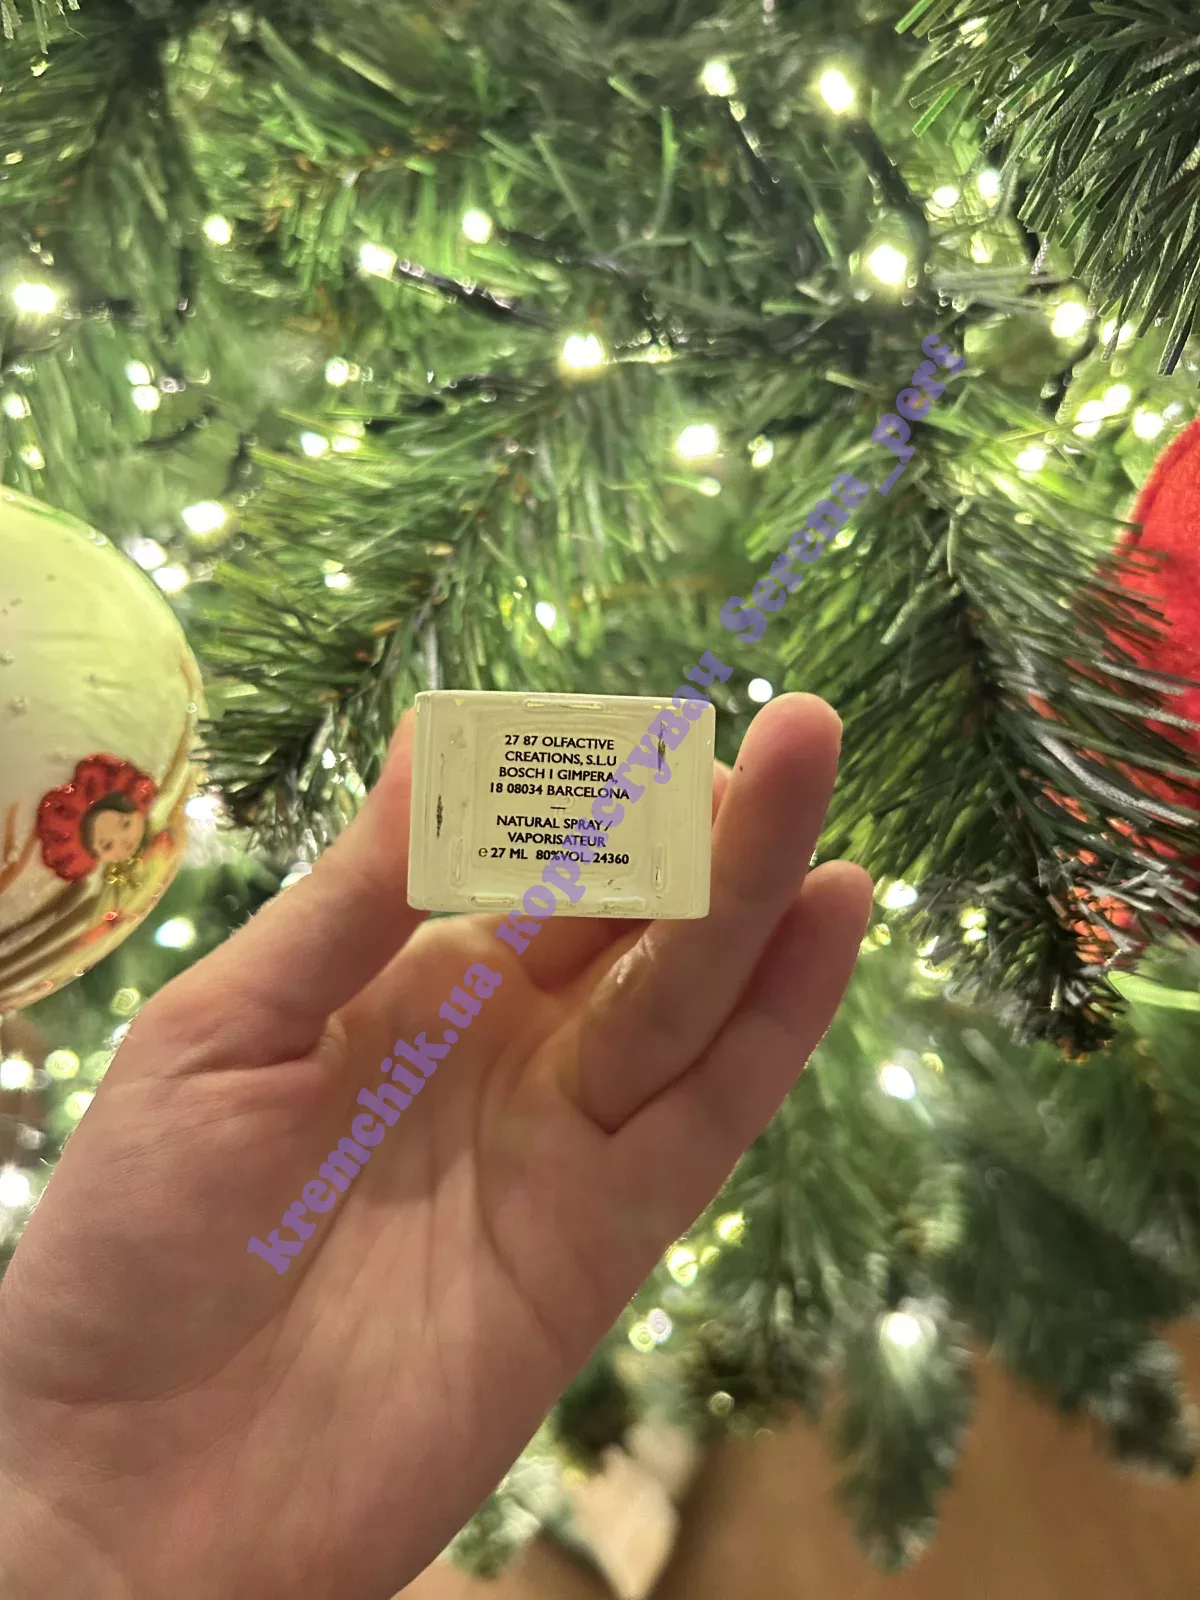 27 87 OLFACTIVE
CREATIONS, S.L.U
BOSCH I GIMPERA,
18 08034 BARCELONA
—
NATURAL SPRAY/
VAPORISATEUR
℮ 27 ML 80%VOL 24360
kremchik.ua користувач Serena_perf